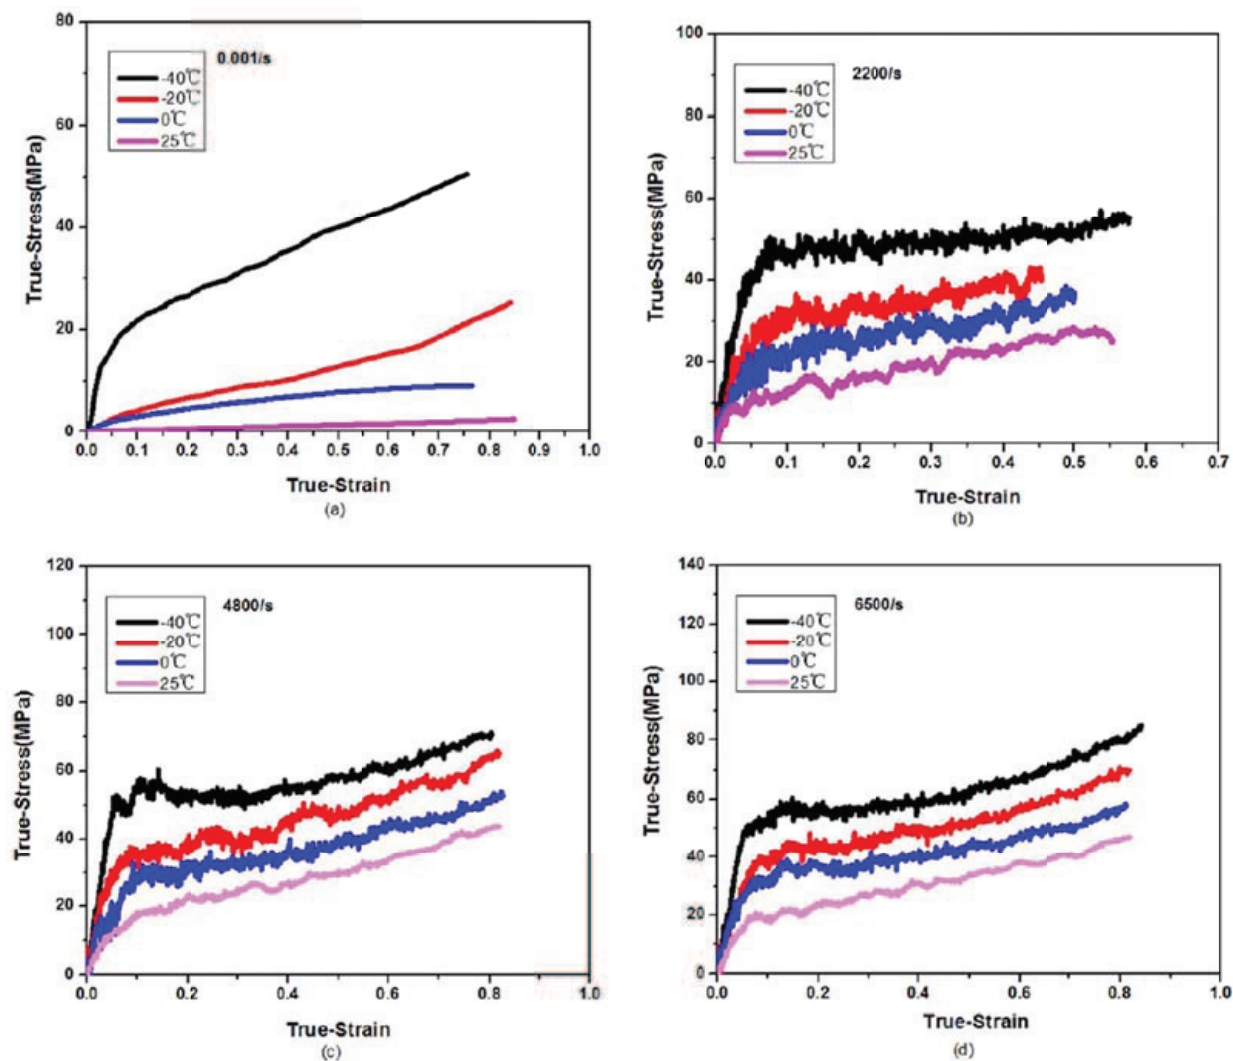 80
0.001/s
-40℃
-20℃
0℃
25℃
60
40
20
0
True-Stress(MPa)
0.0 0.1 0.2 0.3 0.4 0.5 0.6 0.7 0.8 0.9 1.0
True-Strain
(a)
100
2200/s
-40℃
-20℃
0℃
25℃
80
60
40
20
0
True-Stress(MPa)
0.0 0.1 0.2 0.3 0.4 0.5 0.6 0.7
True-Strain
(b)
120
4800/s
-40℃
-20℃
0℃
25℃
100
80
60
40
20
0
True-Stress(MPa)
0.0 0.2 0.4 0.6 0.8 1.0
True-Strain
(c)
140
6500/s
-40℃
-20℃
0℃
25℃
120
100
80
60
40
20
0
True-Stress(MPa)
0.0 0.2 0.4 0.6 0.8 1.0
True-Strain
(d)